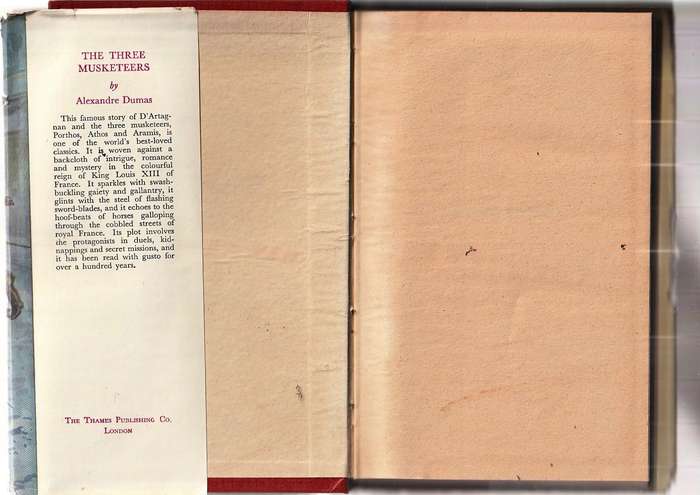 THE THREE
MUSKETEERS
by
Alexandre Dumas
This famous story of D'Artag-
nan and the three musketeers,
Porthos, Athos and Aramis, is
one of the world's best-loved
classics. It is woven against a
backcloth of intrigue, romance
and mystery in the colourful
reign of King Louis XIII of
France. It sparkles with swash-
buckling gaiety and gallantry, it
glints with the steel of flashing
sword-blades, and it echoes to the
hoof-beats of horses galloping
through the cobbled streets of
royal France. Its plot involves
the protagonists in duels, kid-
nappings and secret missions, and
it has been read with gusto for
over a hundred years.
THE THAMES PUBLISHING CO.
LONDON